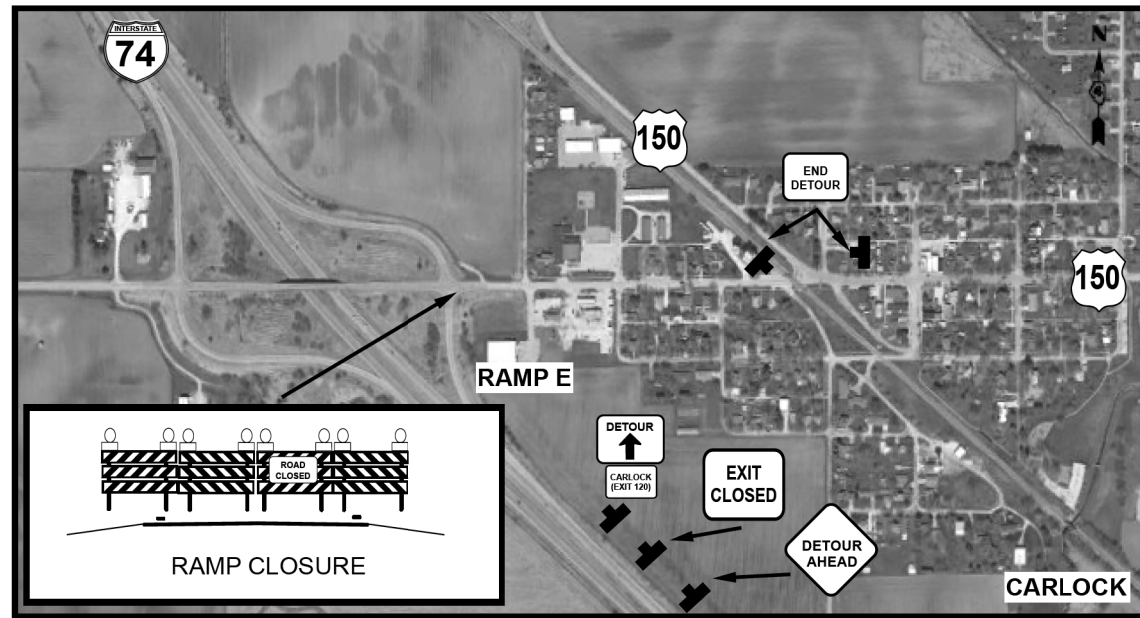 INTERSTATE
74
N
4
150
END
DETOUR
150
RAMP E
DETOUR
CARLOCK
(EXIT 120)
EXIT
CLOSED
DETOUR
AHEAD
ROAD
CLOSED
RAMP CLOSURE
CARLOCK